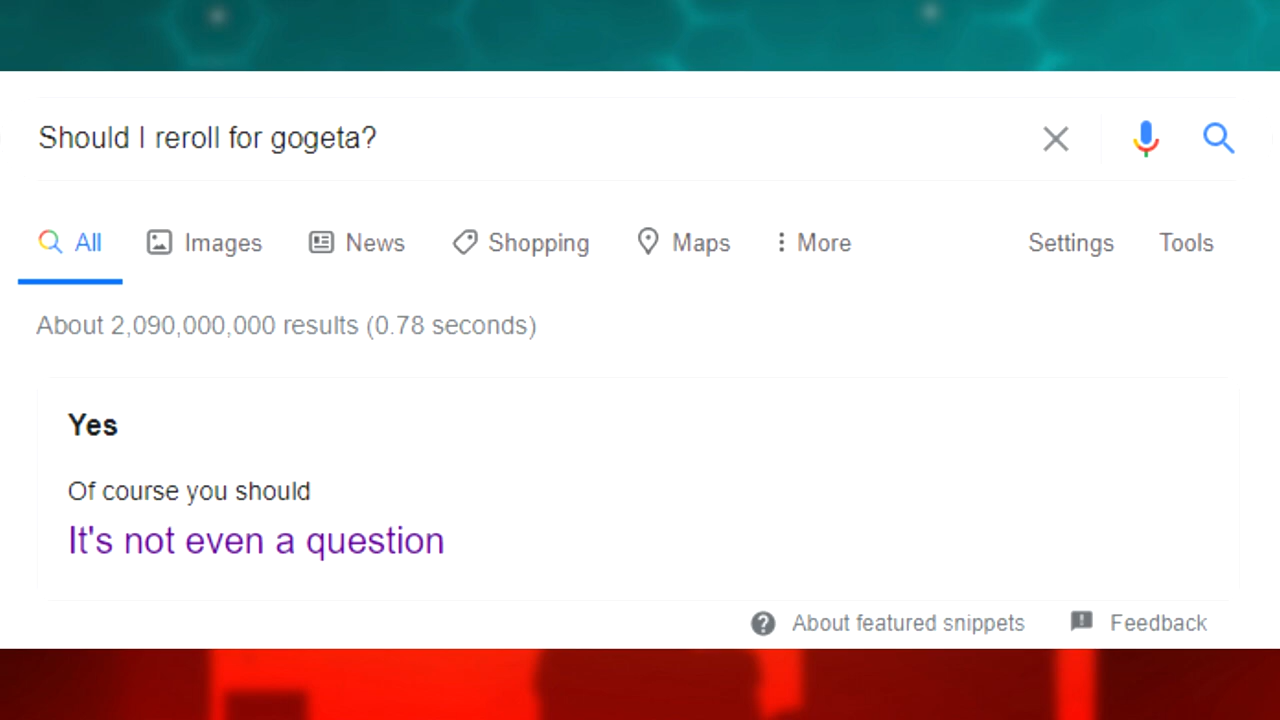 Should I reroll for gogeta?
All Images News Shopping Maps More Settings Tools
About 2,090,000,000 results (0.78 seconds)
Yes
Of course you should
It's not even a question
About featured snippets Feedback